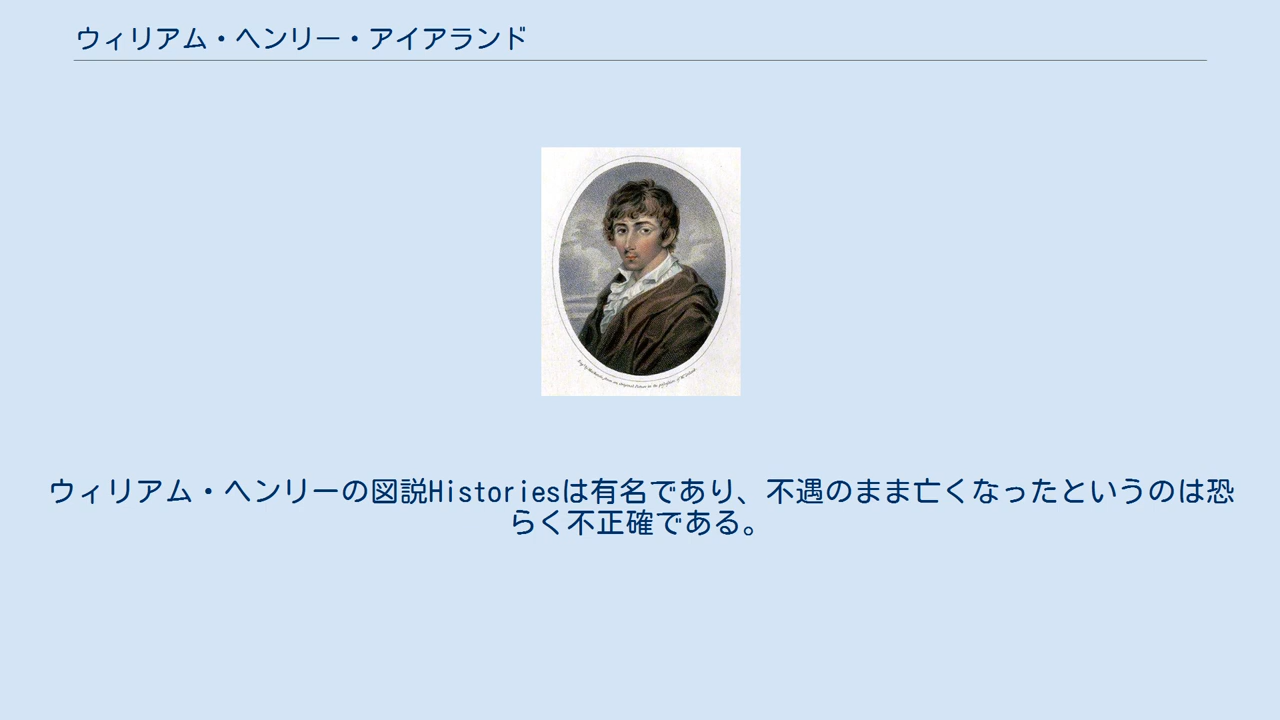 ウィリアム・ヘンリー・アイアランド
ウィリアム・ヘンリーの図説Historiesは有名であり、不遇のまま亡くなったというのは恐
らく不正確である。